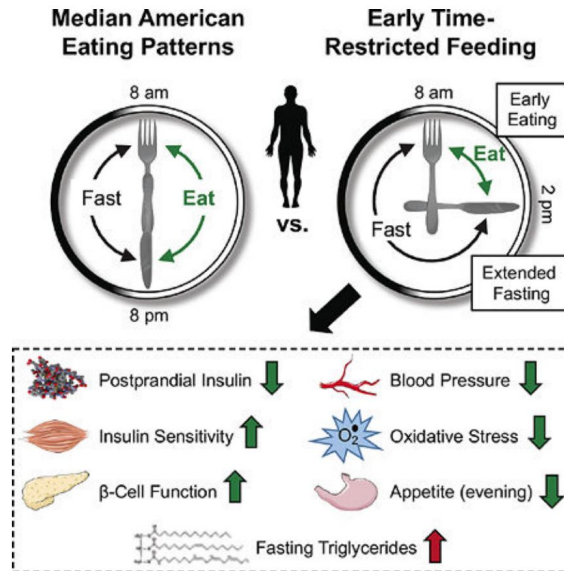 Median American
Eating Patterns
8 am
Fast
Eat
8 pm
vs.
Early Time-
Restricted Feeding
8 am
Early
Eating
Eat
2 pm
Fast
Extended
Fasting
Postprandial Insulin
Blood Pressure
Insulin Sensitivity
O2
Oxidative Stress
β-Cell Function
Appetite (evening)
Fasting Triglycerides